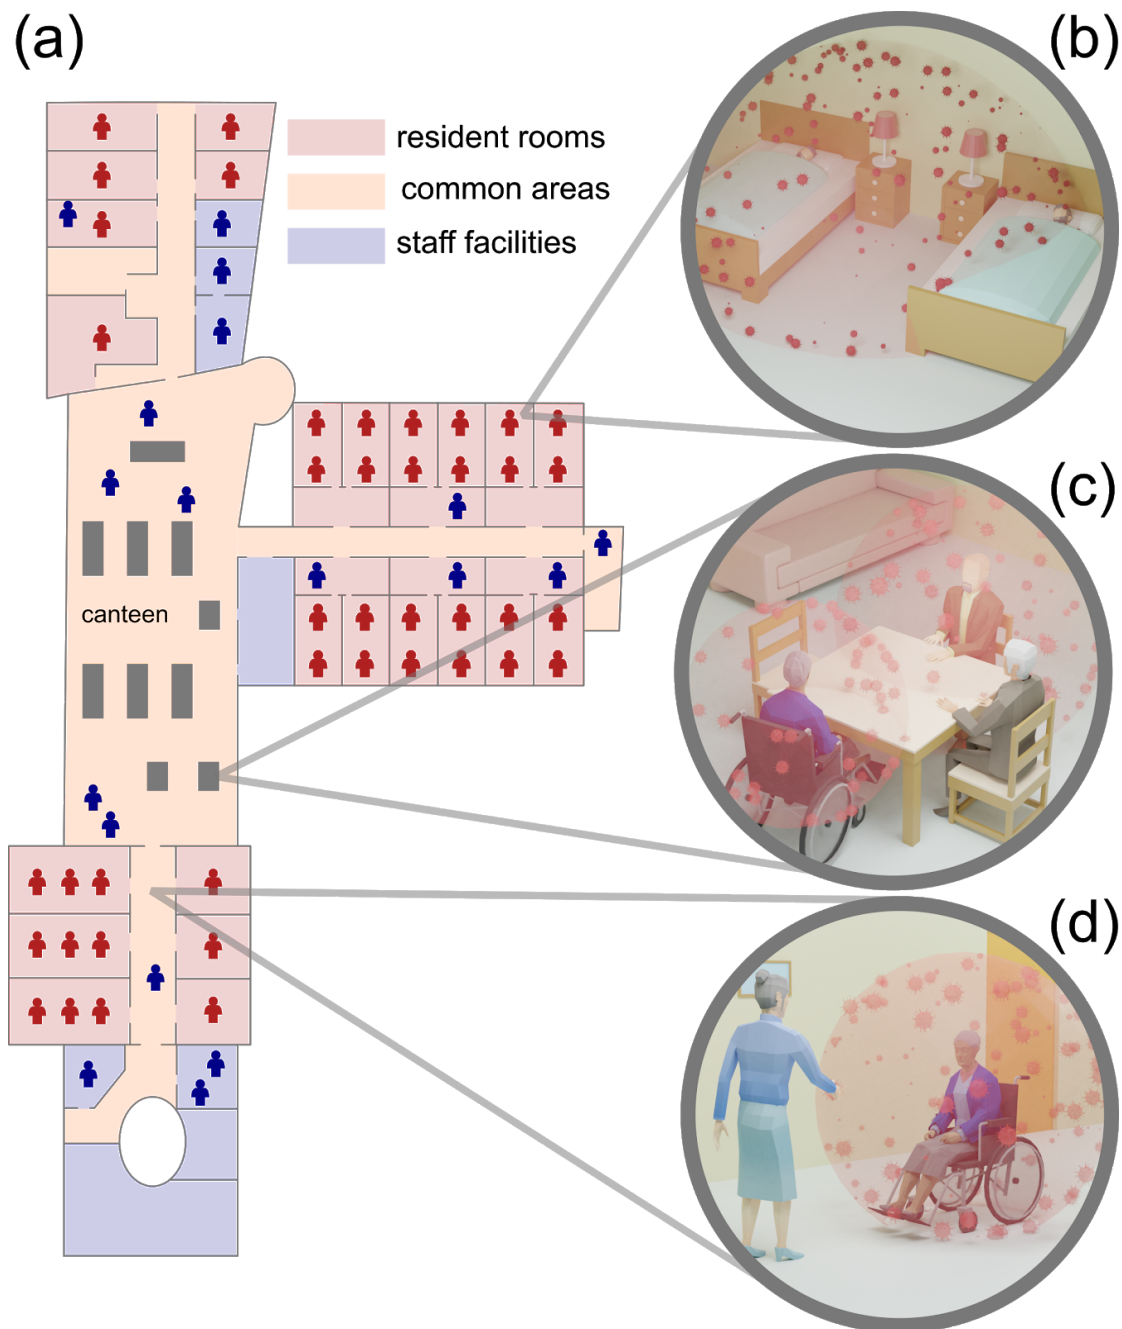 (a)
(b)
resident rooms
common areas
staff facilities
(c)
canteen
(d)